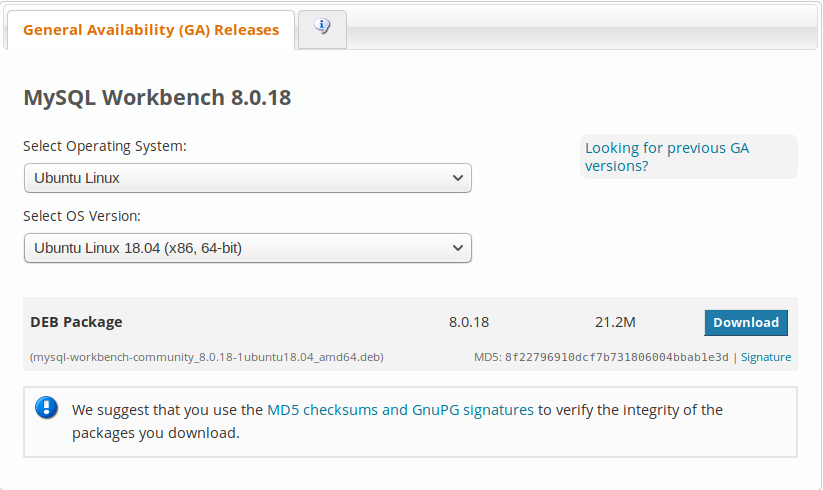 General Availability (GA) Releases
MySQL Workbench 8.0.18
Select Operating System:
Looking for previous GA
versions?
Ubuntu Linux
Select OS Version:
Ubuntu Linux 18.04 (x86, 64-bit)
DEB Package 8.0.18 21.2M Download
(mysql-workbench-community_8.0.18-1ubuntu18.04_amd64.deb) MD5: 8f22796910dcf7b731806004bbab1e3d | Signature
We suggest that you use the MD5 checksums and GnuPG signatures to verify the integrity of the
packages you download.